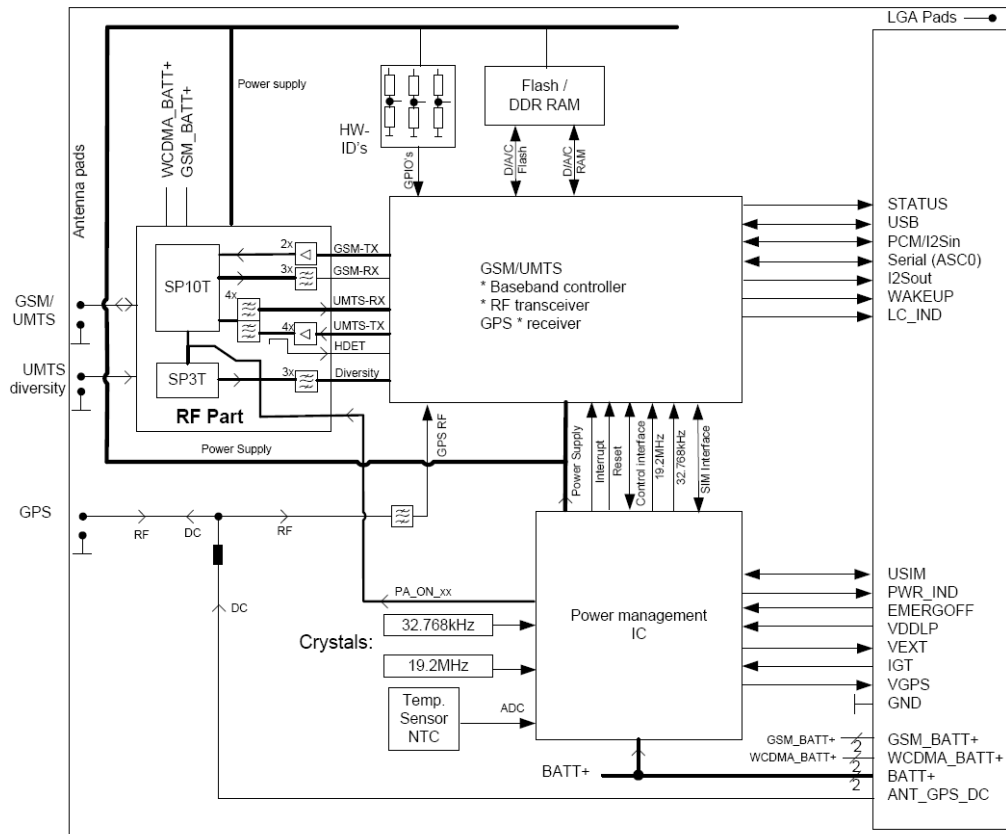 LGA Pads
Power supply
WCDMA_BATT+
GSM_BATT+
Antenna pads
HW-
ID's
GPIO's
Flash /
DDR RAM
D/A/C
Flash
D/A/C
RAM
GSM/
UMTS
UMTS
diversity
SP10T
SP3T
RF Part
2x
GSM-TX
3x
GSM-RX
4x
UMTS-RX
4x
UMTS-TX
HDET
3x
Diversity
GSM/UMTS
* Baseband controller
* RF transceiver
GPS * receiver
STATUS
USB
PCM/I2Sin
Serial (ASC0)
I2Sout
WAKEUP
LC_IND
Power Supply
GPS RF
Power Supply
Interrupt
Reset
Control interface
19.2MHz
32.768kHz
SIM Interface
GPS
RF
DC
RF
DC
PA_ON_xx
Crystals:
32.768kHz
19.2MHz
Temp.
Sensor
NTC
ADC
Power management
IC
BATT+
USIM
PWR_IND
EMERGOFF
VDDLP
VEXT
IGT
VGPS
GND
GSM_BATT+
2
GSM_BATT+
WCDMA_BATT+
2
WCDMA_BATT+
2
BATT+
ANT_GPS_DC